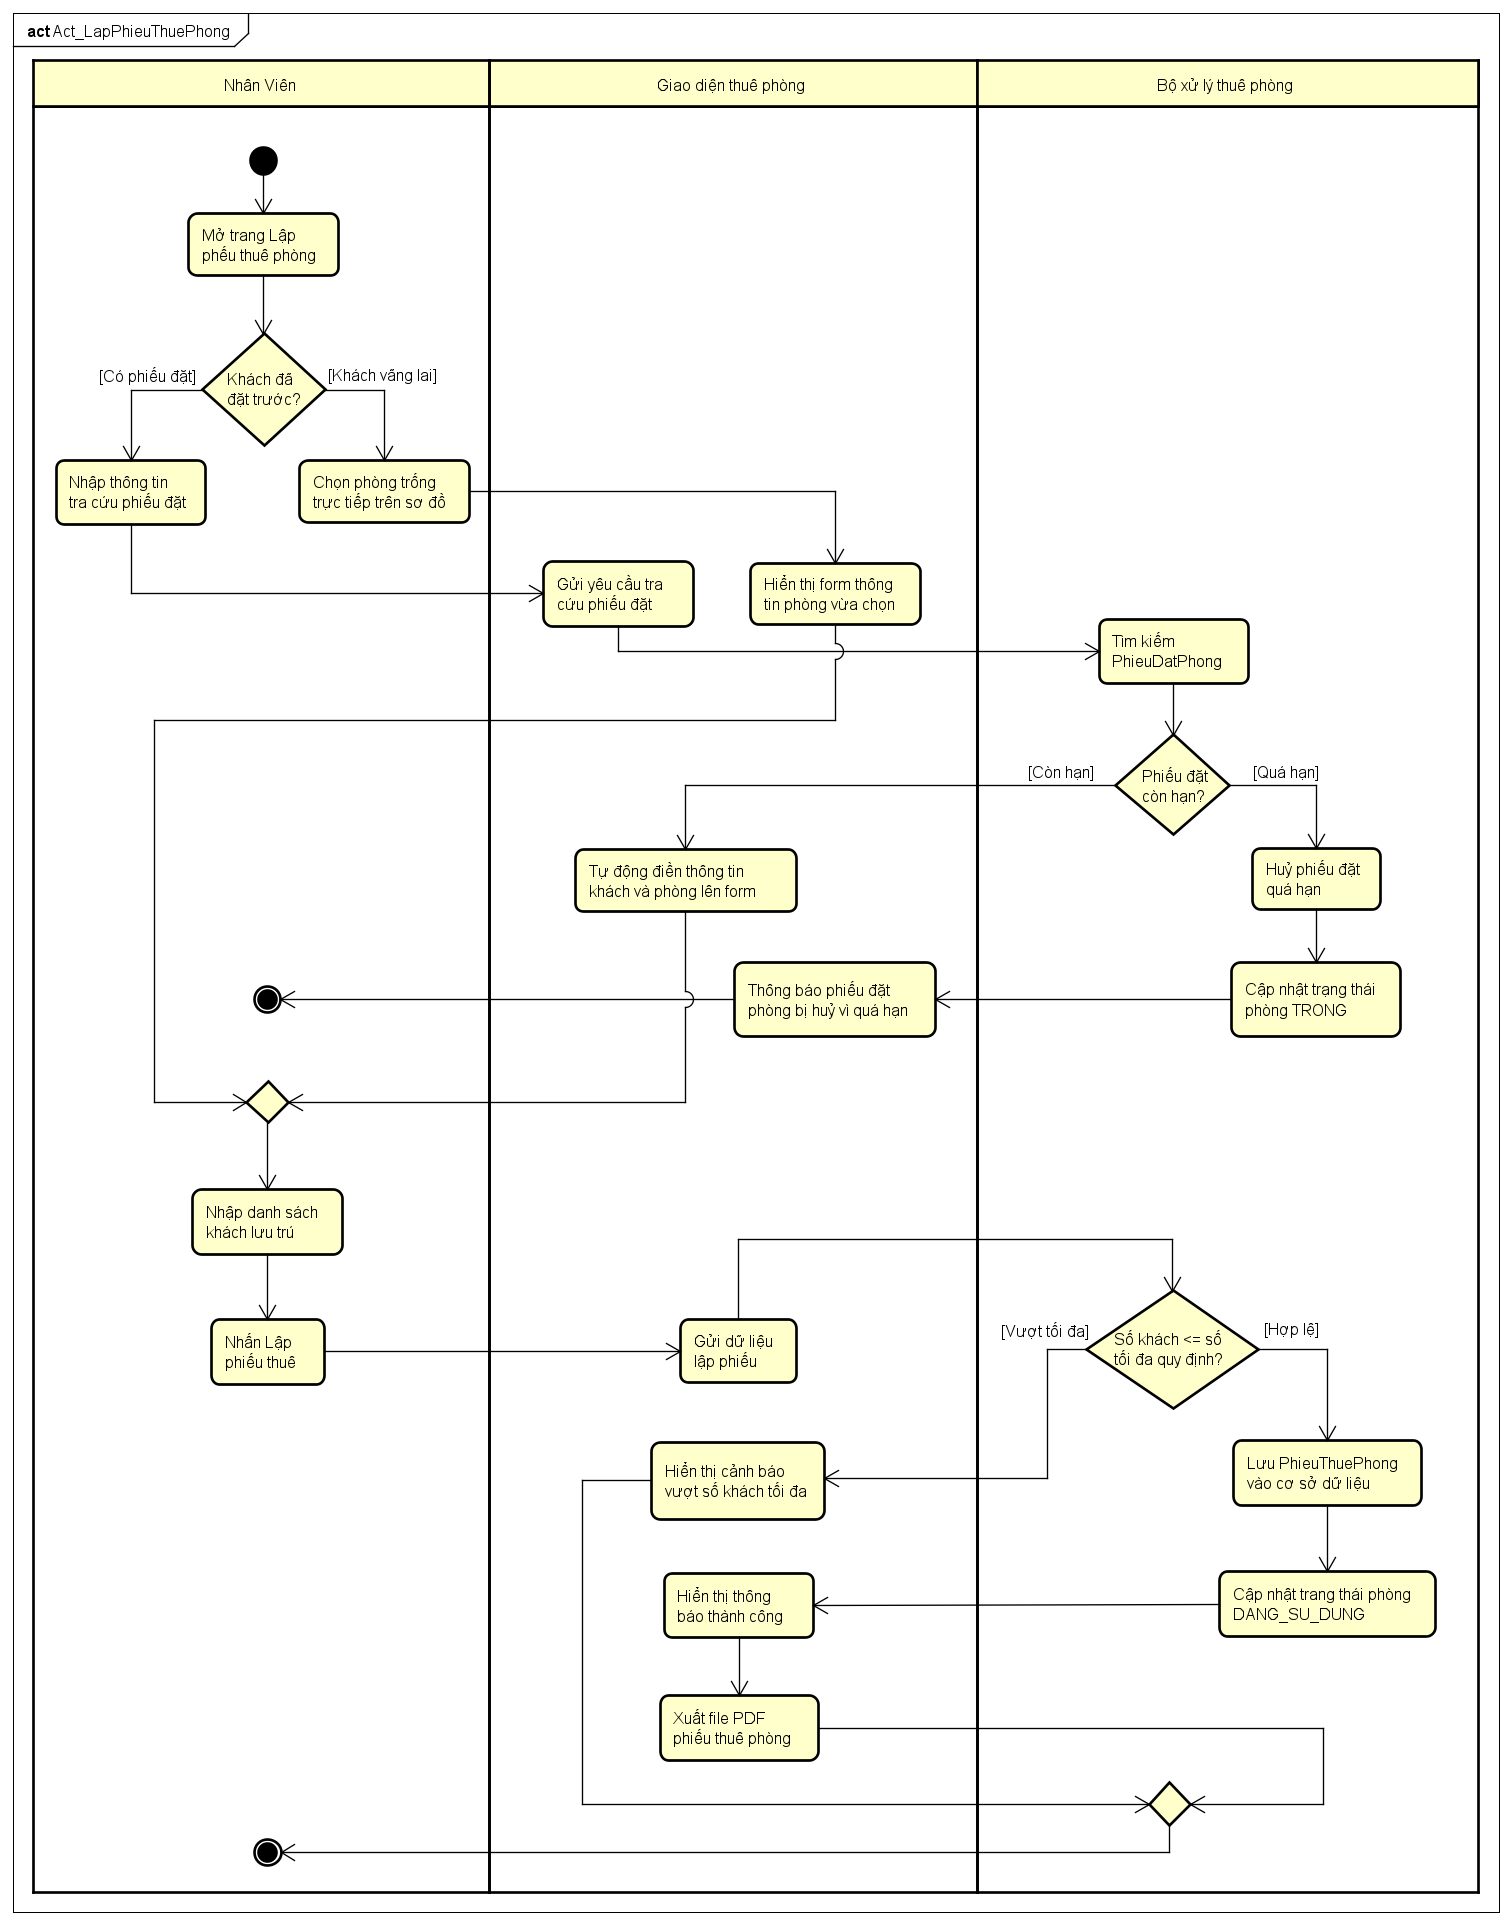 act Act_LapPhieuThuePhong
Nhân Viên
Giao diện thuê phòng
Bộ xử lý thuê phòng
Mở trang Lập
phếu thuê phòng
Khách đã
đặt trước?
[Có phiếu đặt]
[Khách vãng lai]
Nhập thông tin
tra cứu phiếu đặt
Chọn phòng trống
trực tiếp trên sơ đồ
Gửi yêu cầu tra
cứu phiếu đặt
Hiển thị form thông
tin phòng vừa chọn
Tìm kiếm
PhieuDatPhong
Phiếu đặt
còn hạn?
[Còn hạn]
[Quá hạn]
Tự động điền thông tin
khách và phòng lên form
Huỷ phiếu đặt
quá hạn
Thông báo phiếu đặt
phòng bị huỷ vì quá hạn
Cập nhật trạng thái
phòng TRONG
Nhập danh sách
khách lưu trú
Nhấn Lập
phiếu thuê
Gửi dữ liệu
lập phiếu
Số khách <= số
tối đa quy định?
[Vượt tối đa]
[Hợp lệ]
Hiển thị cảnh báo
vượt số khách tối đa
Lưu PhieuThuePhong
vào cơ sở dữ liệu
Hiển thị thông
báo thành công
Cập nhật trang thái phòng
DANG_SU_DUNG
Xuất file PDF
phiếu thuê phòng